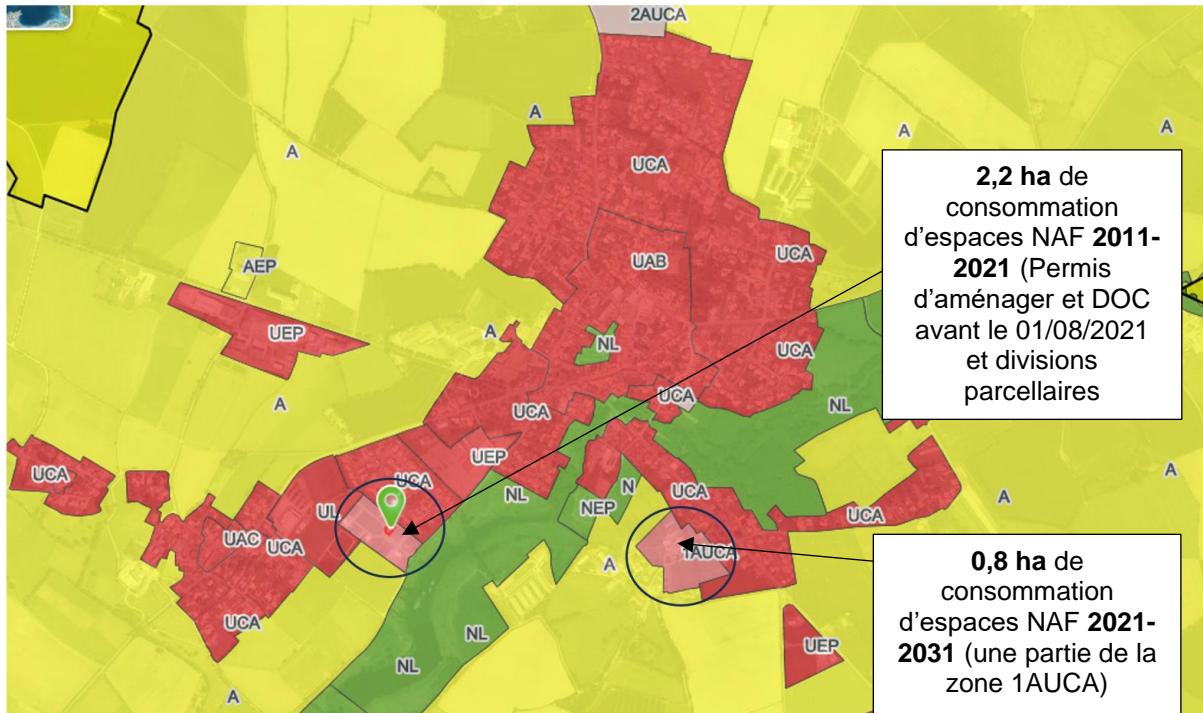 2AUCA
A
A
A
A
UCA
2,2 ha de
consommation
d'espaces NAF 2011-
2021 (Permis
d'aménager et DOC
avant le 01/08/2021
et divisions
parcellaires
AEP
UAB
UCA
UEP
A
NL
UCA
A
UCA
UCA
NL
A
UCA
UEP
UCA
NL
N
UCA
A
NEP
UCA
UL
UAC
UCA
A
1AUCA
0,8 ha de
consommation
d'espaces NAF 2021-
2031 (une partie de la
zone 1AUCA)
UCA
NL
UEP
NL
A